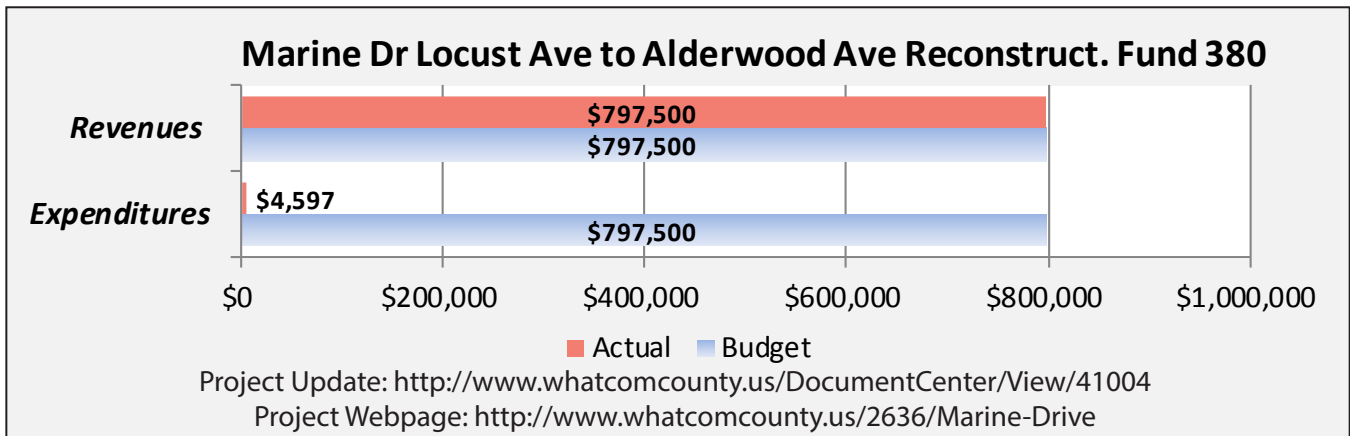 Marine Dr Locust Ave to Alderwood Ave Reconstruct. Fund 380
Revenues
$797,500
$797,500
Expenditures
$4,597
$797,500
$0 $200,000 $400,000 $600,000 $800,000 $1,000,000
Actual Budget
Project Update: http://www.whatcomcounty.us/DocumentCenter/View/41004
Project Webpage: http://www.whatcomcounty.us/2636/Marine-Drive